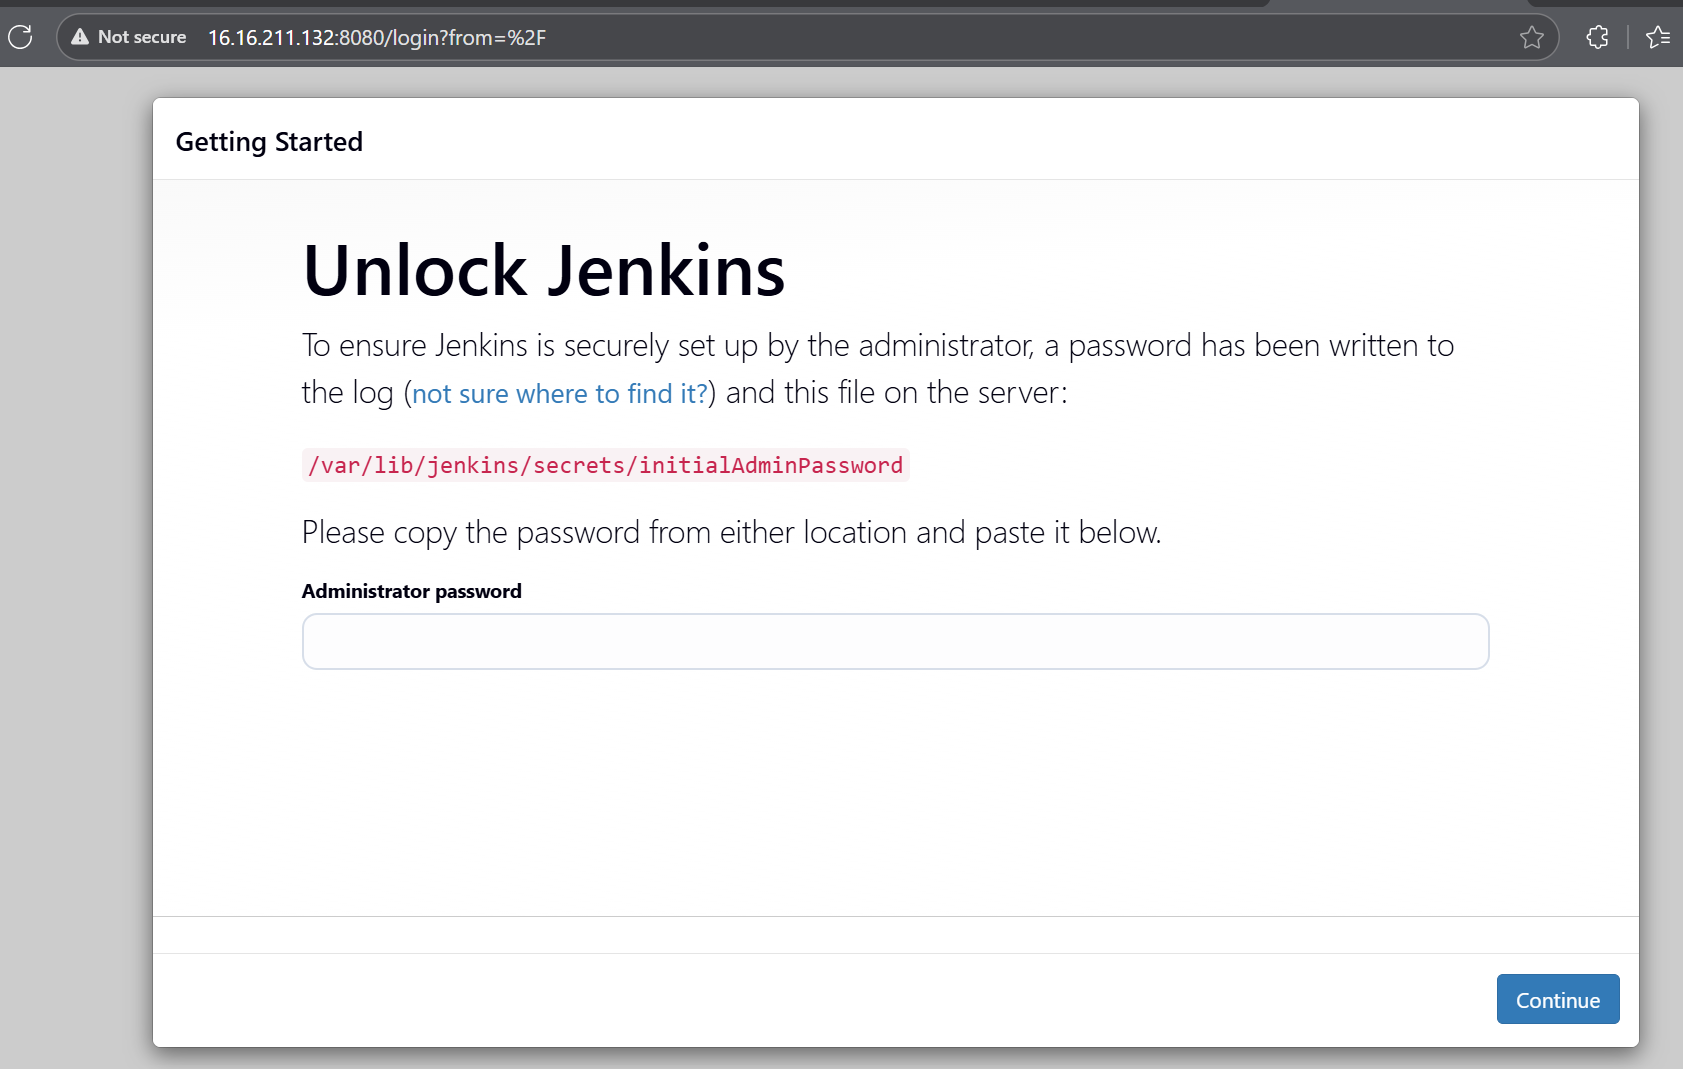 Not secure 16.16.211.132:8080/login?from=%2F
Getting Started
Unlock Jenkins
To ensure Jenkins is securely set up by the administrator, a password has been written to
the log (not sure where to find it?) and this file on the server:
/var/lib/jenkins/secrets/initialAdminPassword
Please copy the password from either location and paste it below.
Administrator password
Continue